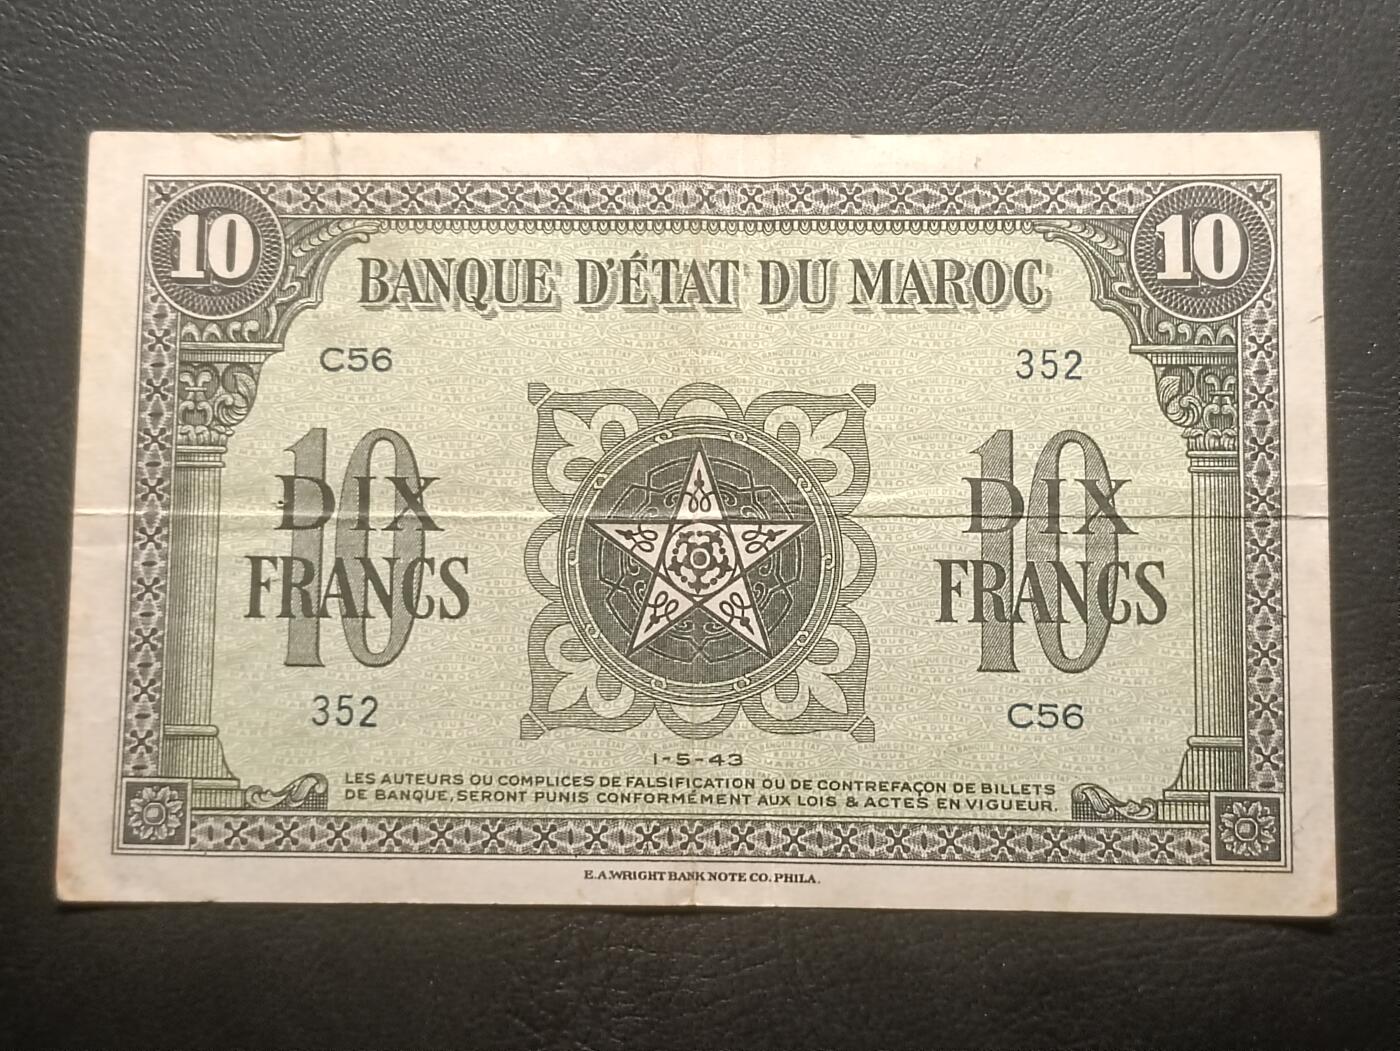 10 10
BANQUE D'ÉTAT DU MAROC
C56 352
10 10
DIX DIX
FRANCS FRANCS
352 C56
1-5-43
LES AUTEURS OU COMPLICES DE FALSIFICATION OU DE CONTREFAÇON DE BILLETS
DE BANQUE, SERONT PUNIS CONFORMÉMENT AUX LOIS & ACTES EN VIGUEUR.
E.A.WRIGHT BANK NOTE CO. PHILA.